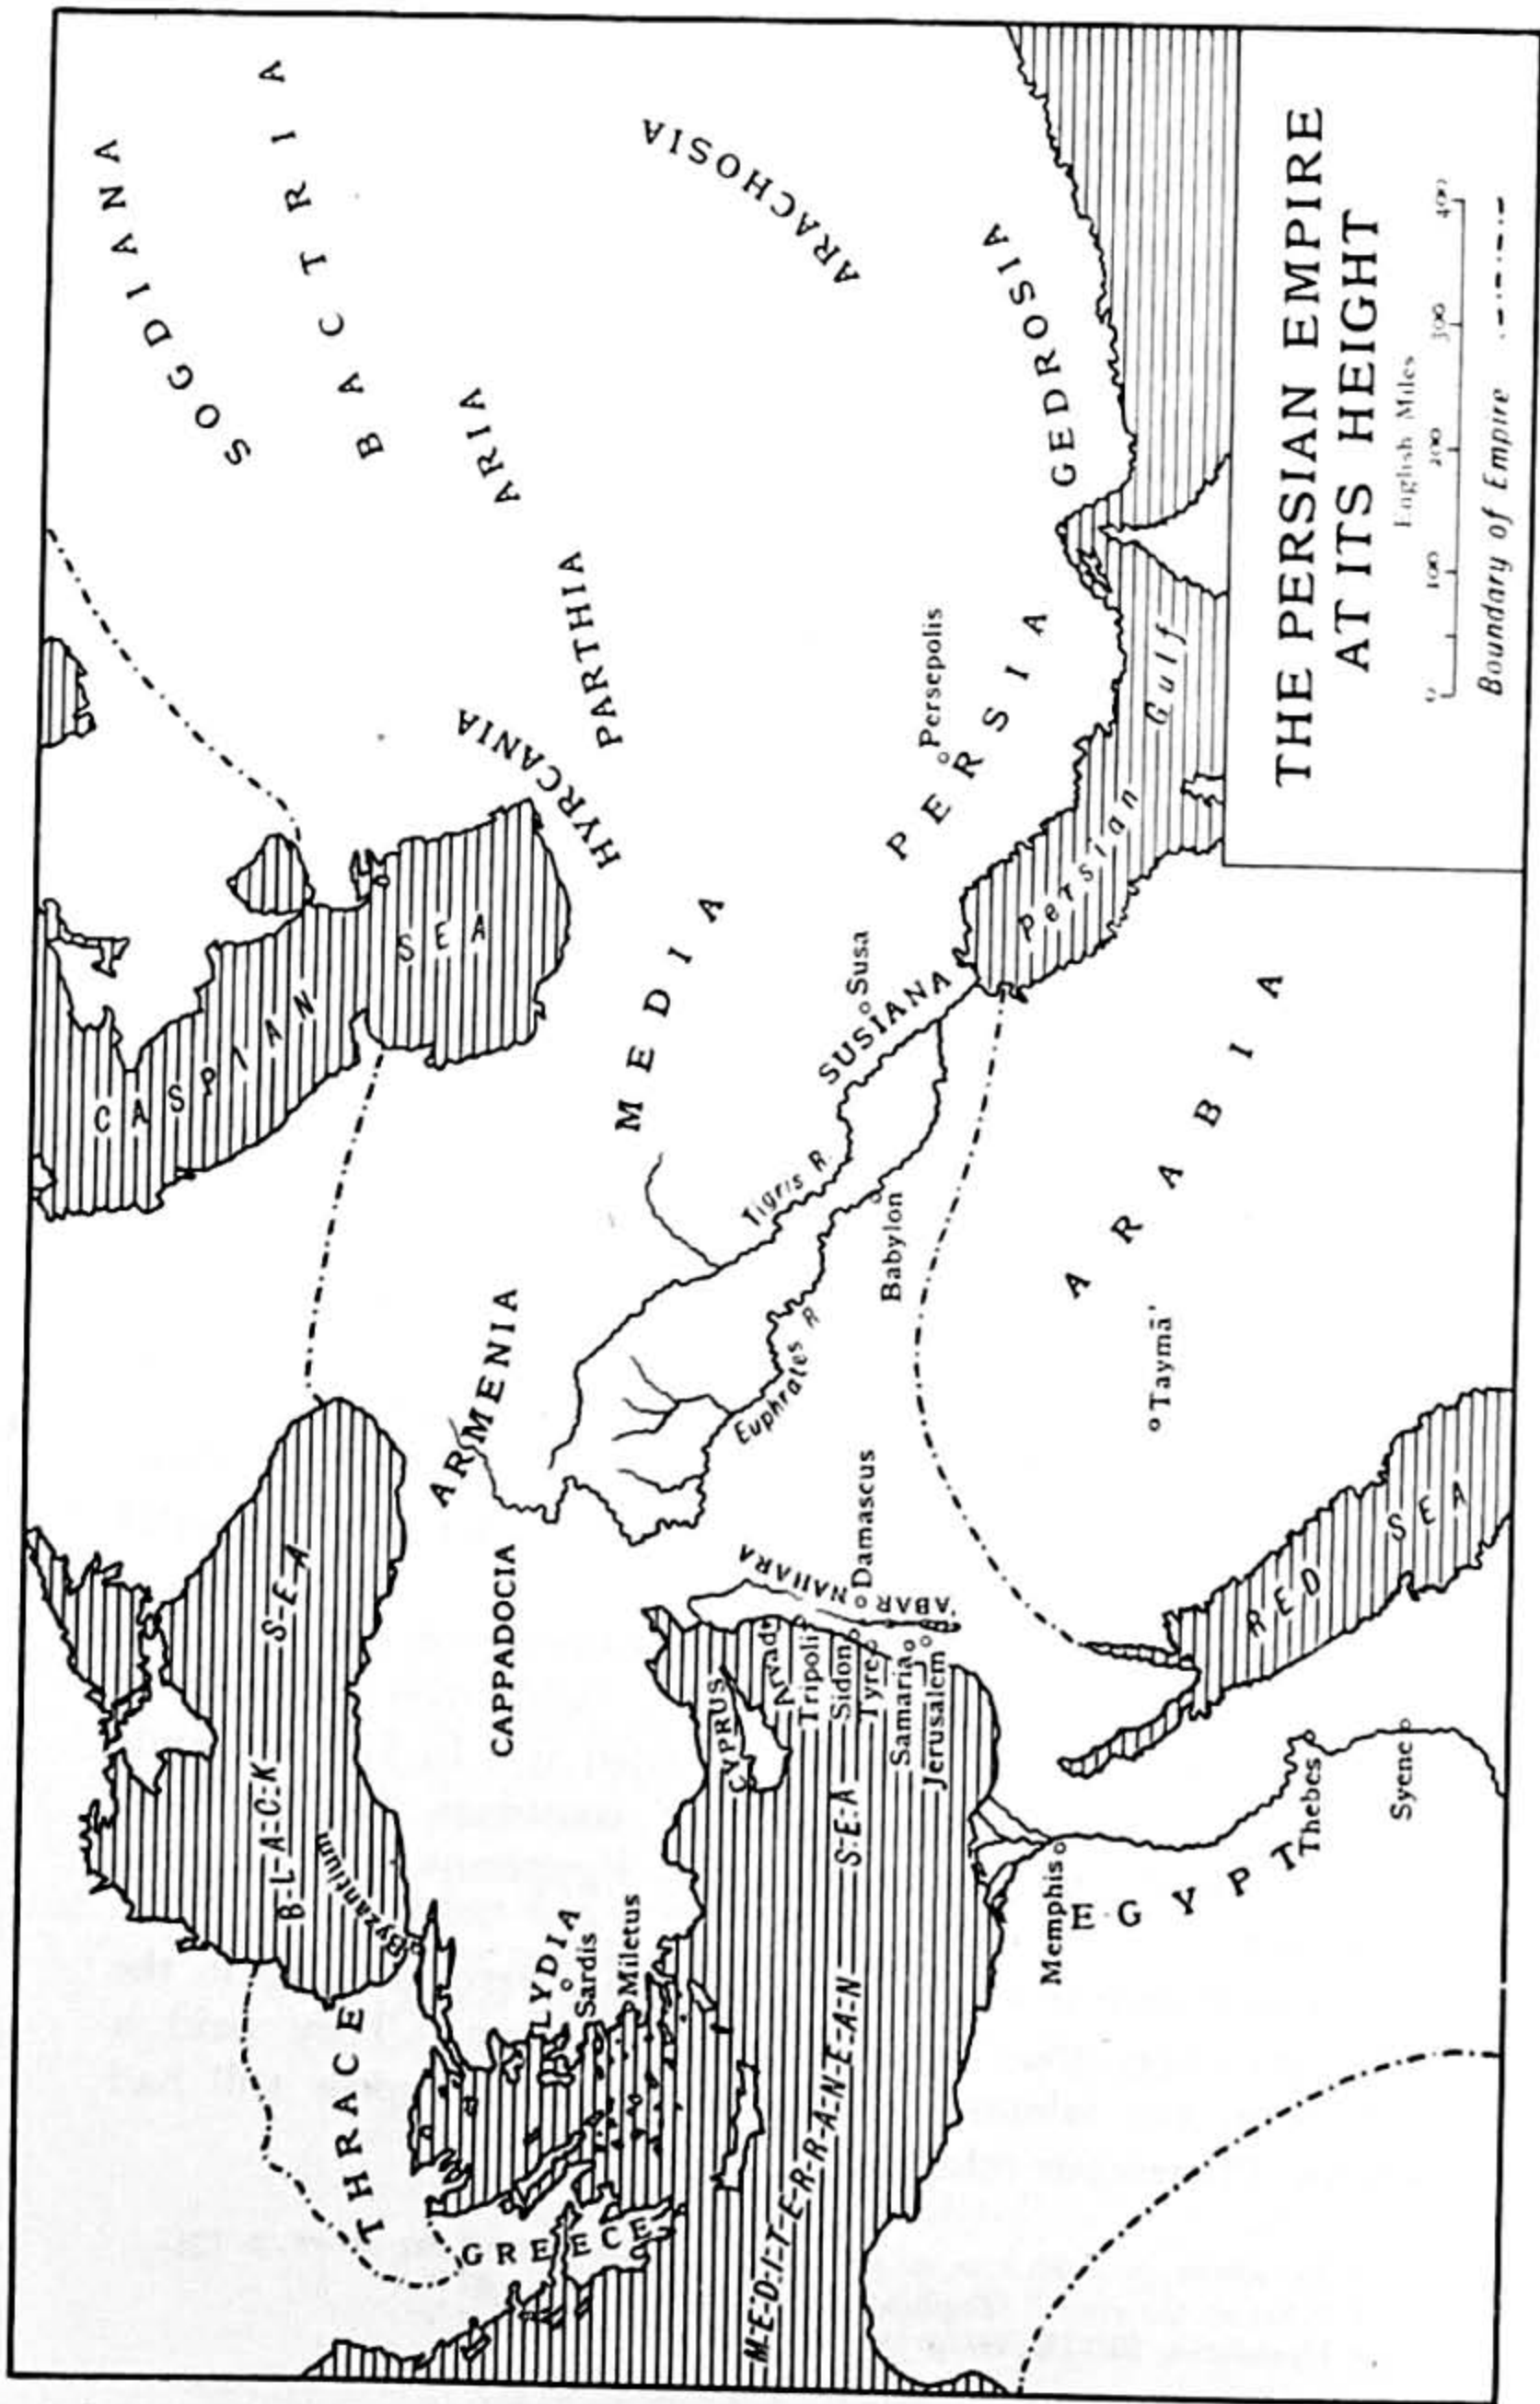 SOGDIANA
BACTRIA
ARIA
ARACHOSIA
GEDROSIA
PARTHIA
HYRCANIA
CASPIAN SEA
MEDIA
PERSIA
Persepolis
Persian Gulf
Susa
SUSIANA
Tigris R.
Babylon
Euphrates R
ARMENIA
CAPPADOCIA
BLACK SEA
Byzantium
THRACE
GREECE
LYDIA
Sardis
Miletus
MEDITERRANEAN SEA
CYPRUS
Arvad
Tripoli
Sidon
Tyre
Samaria
Jerusalem
Damascus
'ABAR NAHARA
ARABIA
Taymā'
RED SEA
EGYPT
Memphis
Thebes
Syene
THE PERSIAN EMPIRE
AT ITS HEIGHT
English Miles
0 100 200 300 400
Boundary of Empire